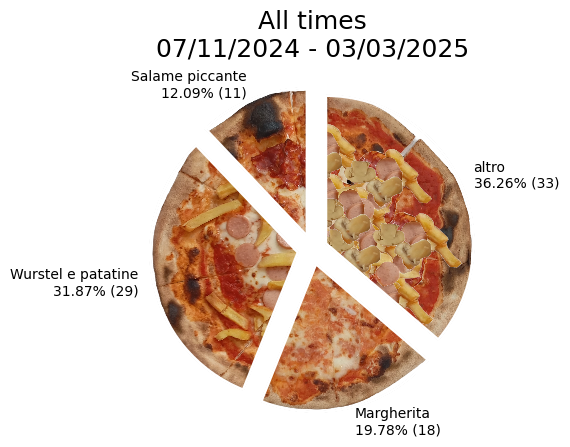 All times
07/11/2024 - 03/03/2025
Salame piccante
12.09% (11)
altro
36.26% (33)
Wurstel e patatine
31.87% (29)
Margherita
19.78% (18)